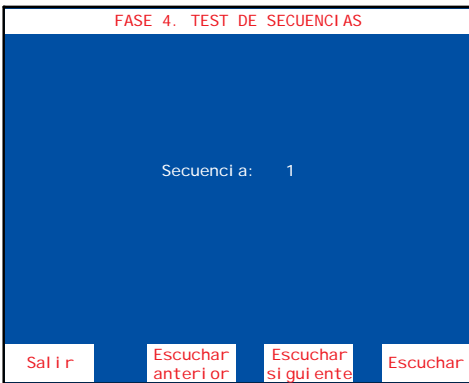 FASE 4. TEST DE SECUENCIAS
Secuencia: 1
Salir
Escuchar
anterior
Escuchar
siguiente
Escuchar